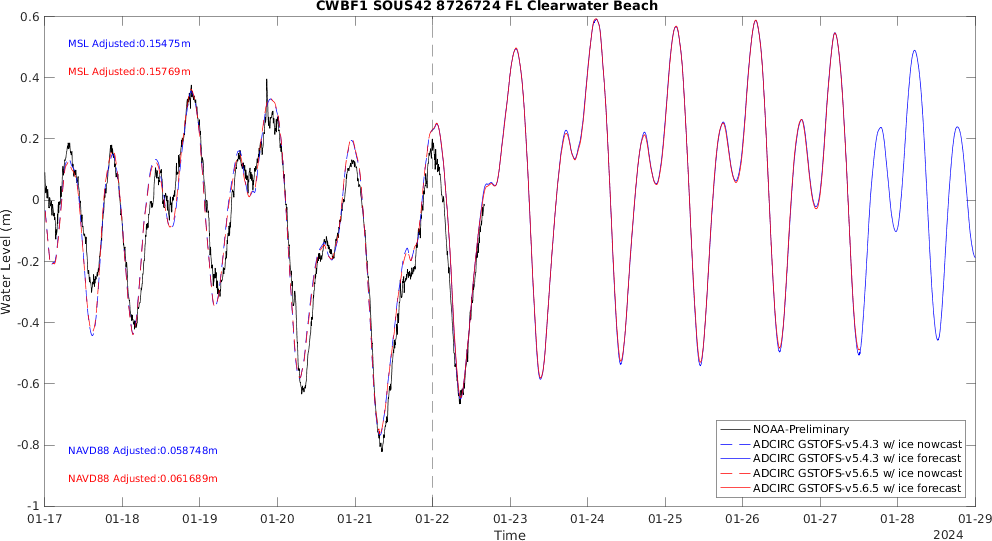 CWBF1 SOUS42 8726724 FL Clearwater Beach
0.6
0.4
0.2
0
-0.2
-0.4
-0.6
-0.8
-1
Water Level (m)
MSL Adjusted:0.15475m
MSL Adjusted:0.15769m
NAVD88 Adjusted:0.058748m
NAVD88 Adjusted:0.061689m
NOAA-Preliminary
ADCIRC GSTOFS-v5.4.3 w/ ice nowcast
ADCIRC GSTOFS-v5.4.3 w/ ice forecast
ADCIRC GSTOFS-v5.6.5 w/ ice nowcast
ADCIRC GSTOFS-v5.6.5 w/ ice forecast
01-17 01-18 01-19 01-20 01-21 01-22 01-23 01-24 01-25 01-26 01-27 01-28 01-29
Time
2024